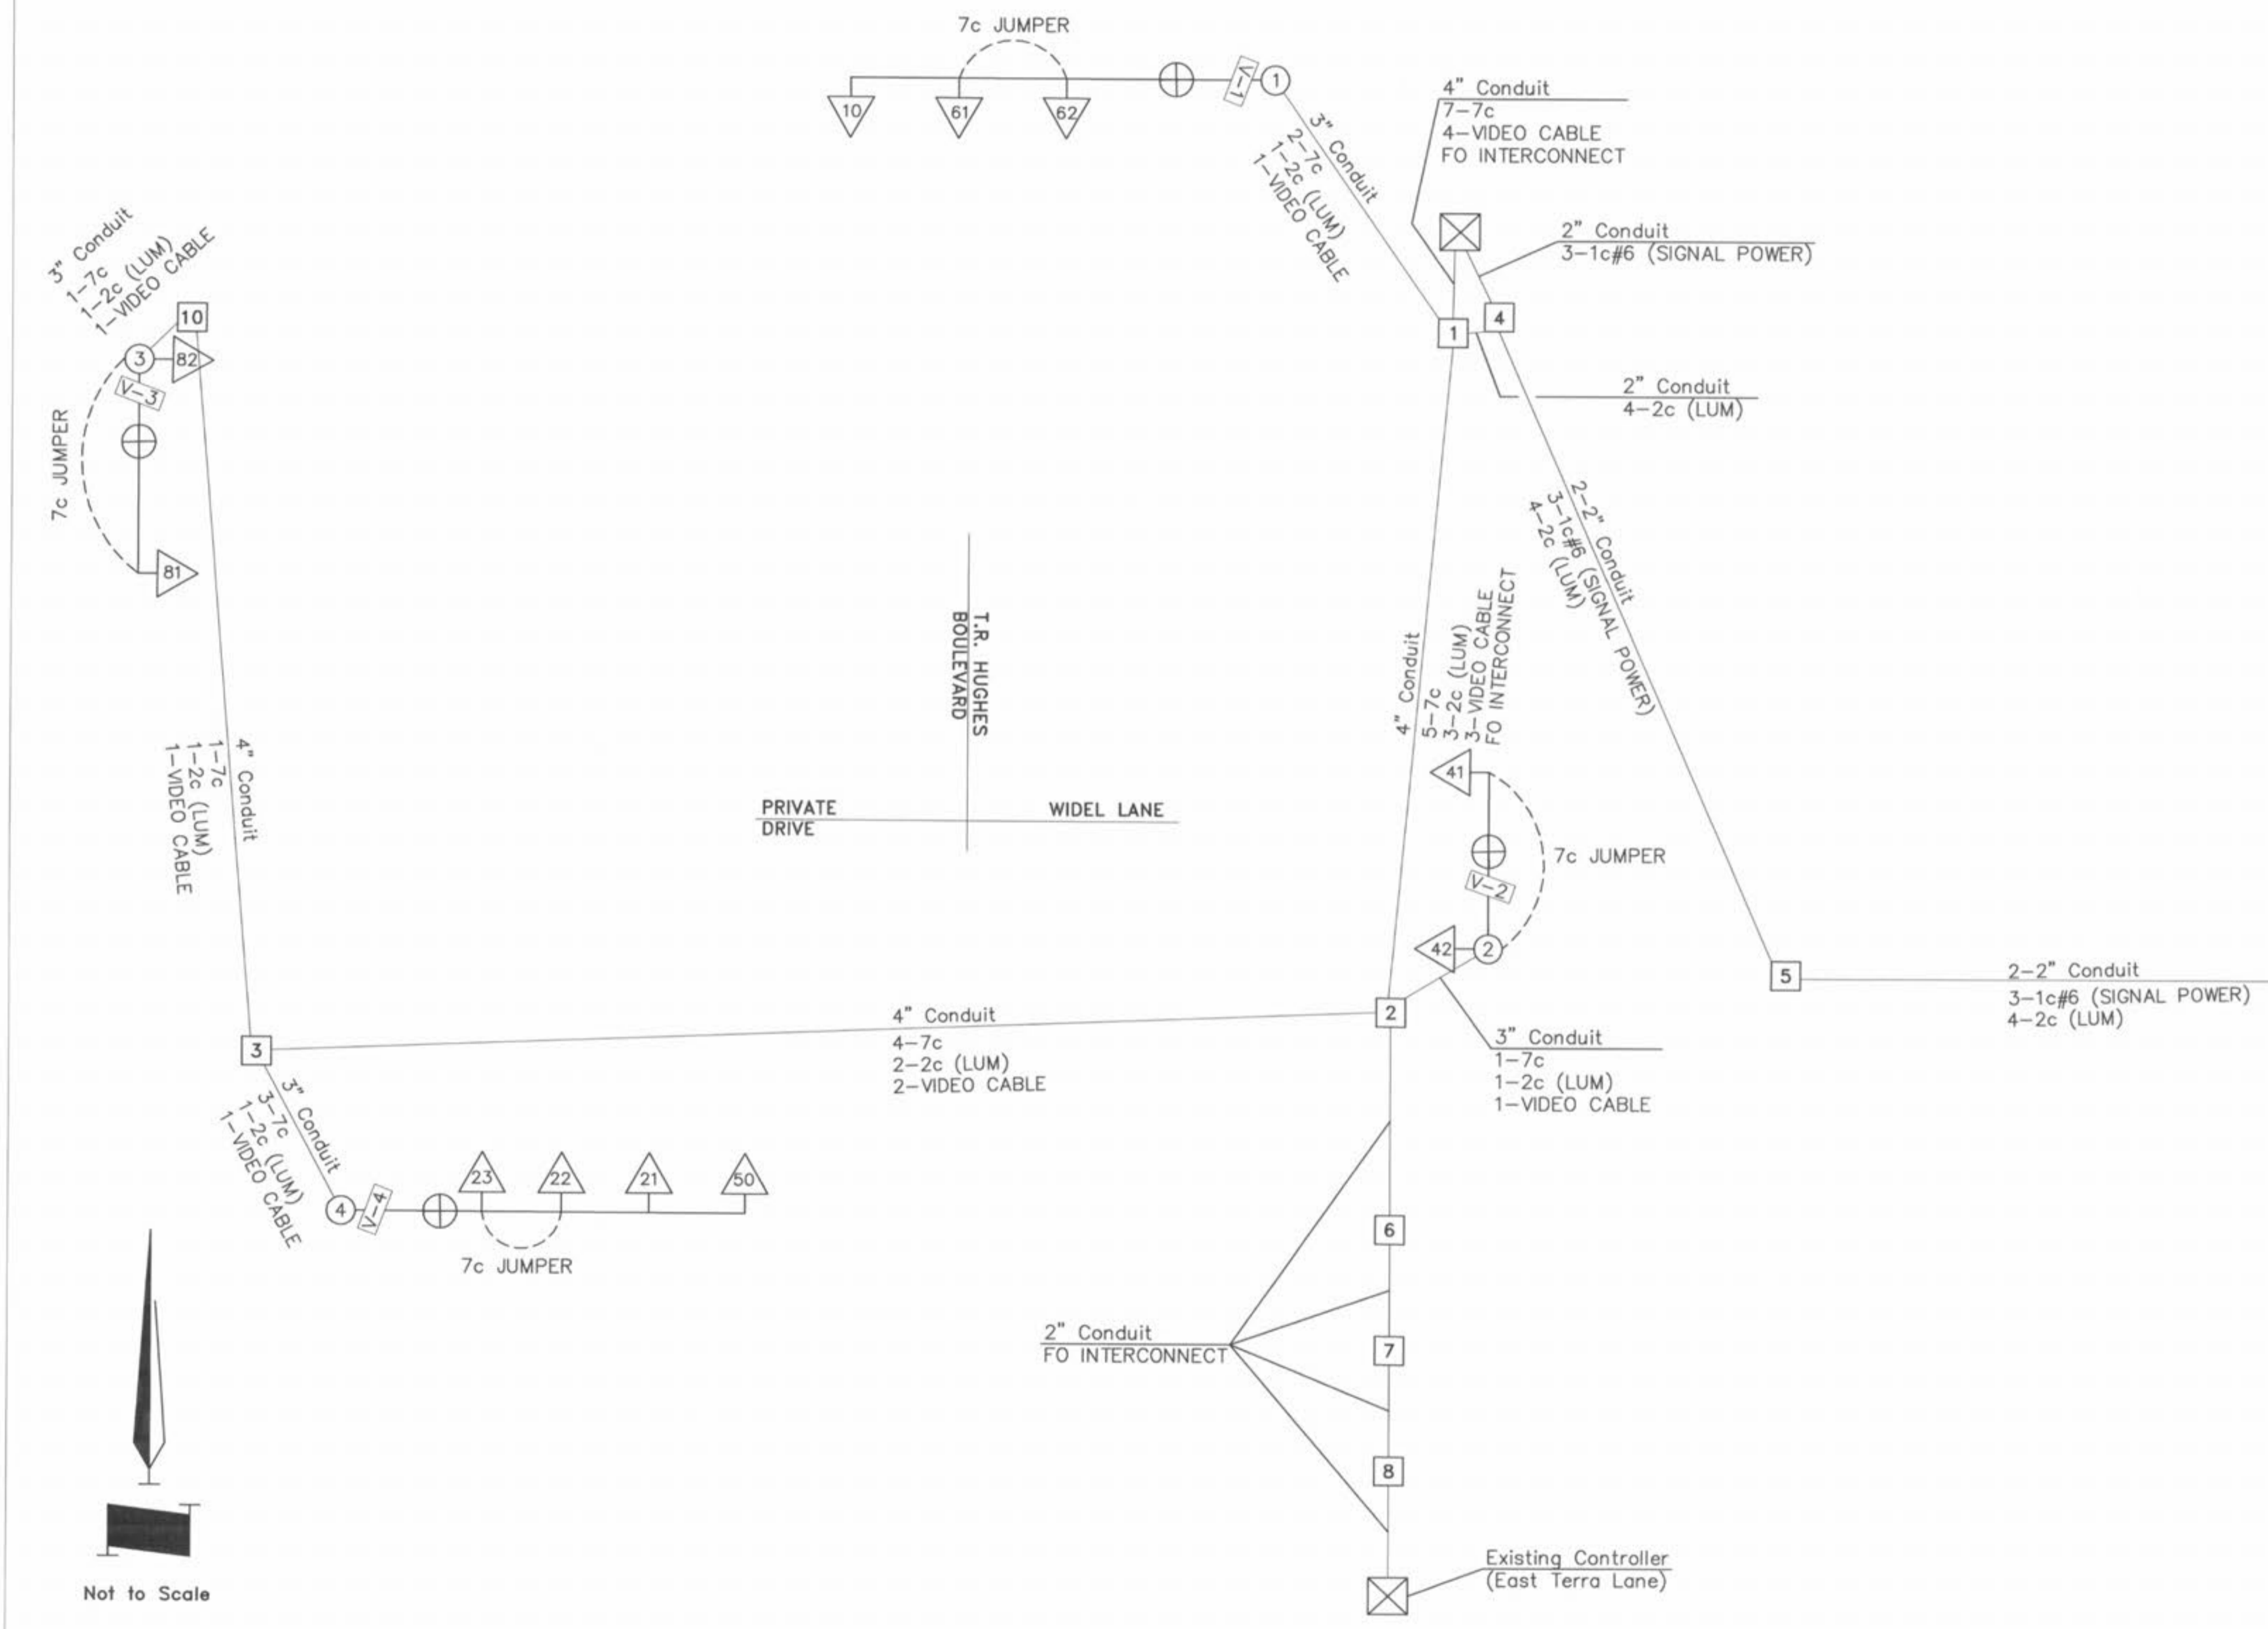 7c JUMPER
10
61
62
V-1
1
3" Conduit
2-7c
1-2c (LUM)
1-VIDEO CABLE
4" Conduit
7-7c
4-VIDEO CABLE
FO INTERCONNECT
2" Conduit
3-1c#6 (SIGNAL POWER)
1
4
2" Conduit
4-2c (LUM)
3" Conduit
1-7c
1-2c (LUM)
1-VIDEO CABLE
10
3
82
V-3
7c JUMPER
81
2-2" Conduit
3-1c#6 (SIGNAL POWER)
4-2c (LUM)
T.R. HUGHES
BOULEVARD
PRIVATE
DRIVE
WIDEL LANE
4" Conduit
5-7c
3-2c (LUM)
3-VIDEO CABLE
FO INTERCONNECT
41
7c JUMPER
V-2
42
2
4" Conduit
1-7c
1-2c (LUM)
1-VIDEO CABLE
5
2-2" Conduit
3-1c#6 (SIGNAL POWER)
4-2c (LUM)
2
3
4" Conduit
4-7c
2-2c (LUM)
2-VIDEO CABLE
3" Conduit
1-7c
1-2c (LUM)
1-VIDEO CABLE
3" Conduit
3-7c
1-2c (LUM)
1-VIDEO CABLE
4
V-4
23
22
21
50
7c JUMPER
6
2" Conduit
FO INTERCONNECT
7
8
Existing Controller
(East Terra Lane)
Not to Scale